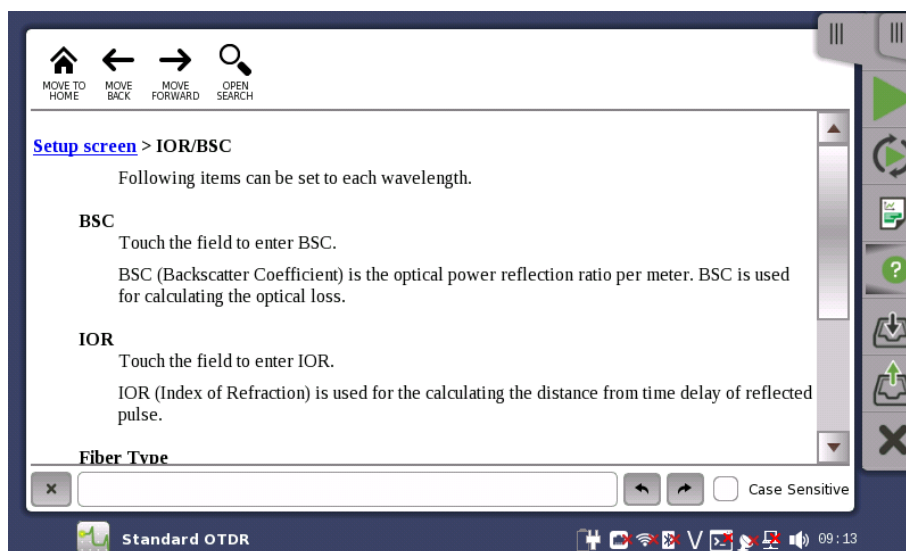 MOVE TO
HOME
MOVE
BACK
MOVE
FORWARD
OPEN
SEARCH
Setup screen > IOR/BSC
Following items can be set to each wavelength.
BSC
Touch the field to enter BSC.
BSC (Backscatter Coefficient) is the optical power reflection ratio per meter. BSC is used
for calculating the optical loss.
IOR
Touch the field to enter IOR.
IOR (Index of Refraction) is used for the calculating the distance from time delay of reflected
pulse.
Fiber Type
Case Sensitive
Standard OTDR
09:13